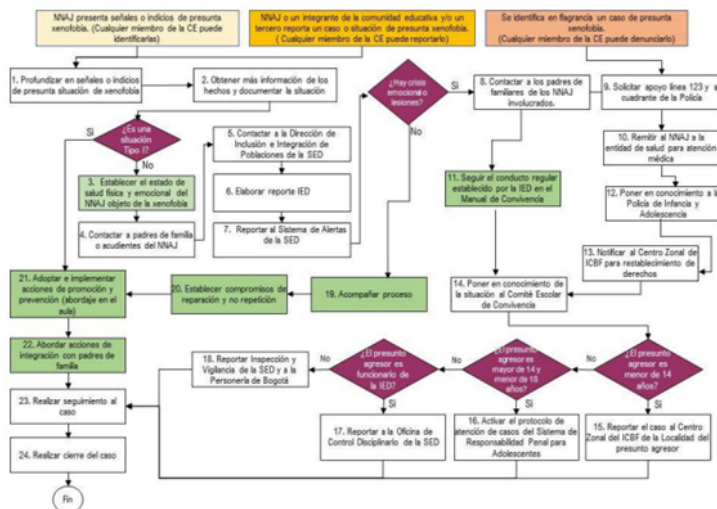 NNAJ presenta señales o indicios de presunta
xenofobia. (Cualquier miembro de la CE puede
identificarlas)
NNAJ o un integrante de la comunidad educativa y/o un
tercero reporta un caso o situación de presunta xenofobia.
( Cualquier miembro de la CE puede reportarlo)
Se identifica en flagrancia un caso de presunta
xenofobia.
(Cualquier miembro de la CE puede denunciarlo)
1. Profundizar en señales o indicios
de presunta situación de xenofobia
2. Obtener más información de los
hechos y documentar la situación
¿Hay crisis
emocional o
lesiones?
Si
No
8. Contactar a los padres de
familiares de los NNAJ
involucrados.
9. Solicitar apoyo línea 123 y al
cuadrante de la Policía
¿Es una
situación
Tipo I?
Si
No
5. Contactar a la Dirección de
Inclusión e Integración de
Poblaciones de la SED
10. Remitir al NNAJ a la
entidad de salud para atención
médica
3. Establecer el estado de
salud física y emocional del
NNAJ objeto de la xenofobia
6. Elaborar reporte IED
11. Seguir el conducto regular
establecido por la IED en el
Manual de Convivencia
12. Poner en conocimiento a la
Policía de Infancia y
Adolescencia
4. Contactar a padres de familia
o acudientes del NNAJ
7. Reportar al Sistema de Alertas
de la SED
13. Notificar al Centro Zonal de
ICBF para restablecimiento de
derechos
21. Adoptar e implementar
acciones de promoción y
prevención (abordaje en el
aula)
20. Establecer compromisos de
reparación y no repetición
19. Acompañar proceso
14. Poner en conocimiento de
la situación al Comité Escolar
de Convivencia
22. Abordar acciones de
integración con padres de
familia
18. Reportar Inspección y
Vigilancia de la SED y a la
Personería de Bogotá
No
¿El presunto
agresor es
funcionario de
la IED?
No
¿El presunto
agresor es
mayor de 14 y
menor de 18
años?
No
¿El presunto
agresor es
menor de 14
años?
Si
Si
Si
23. Realizar seguimiento al
caso
17. Reportar a la Oficina de
Control Disciplinario de la SED
16. Activar el protocolo de
atención de casos del Sistema de
Responsabilidad Penal para
Adolescentes
15. Reportar el caso al Centro
Zonal del ICBF de la Localidad del
presunto agresor
24. Realizar cierre del caso
Fin